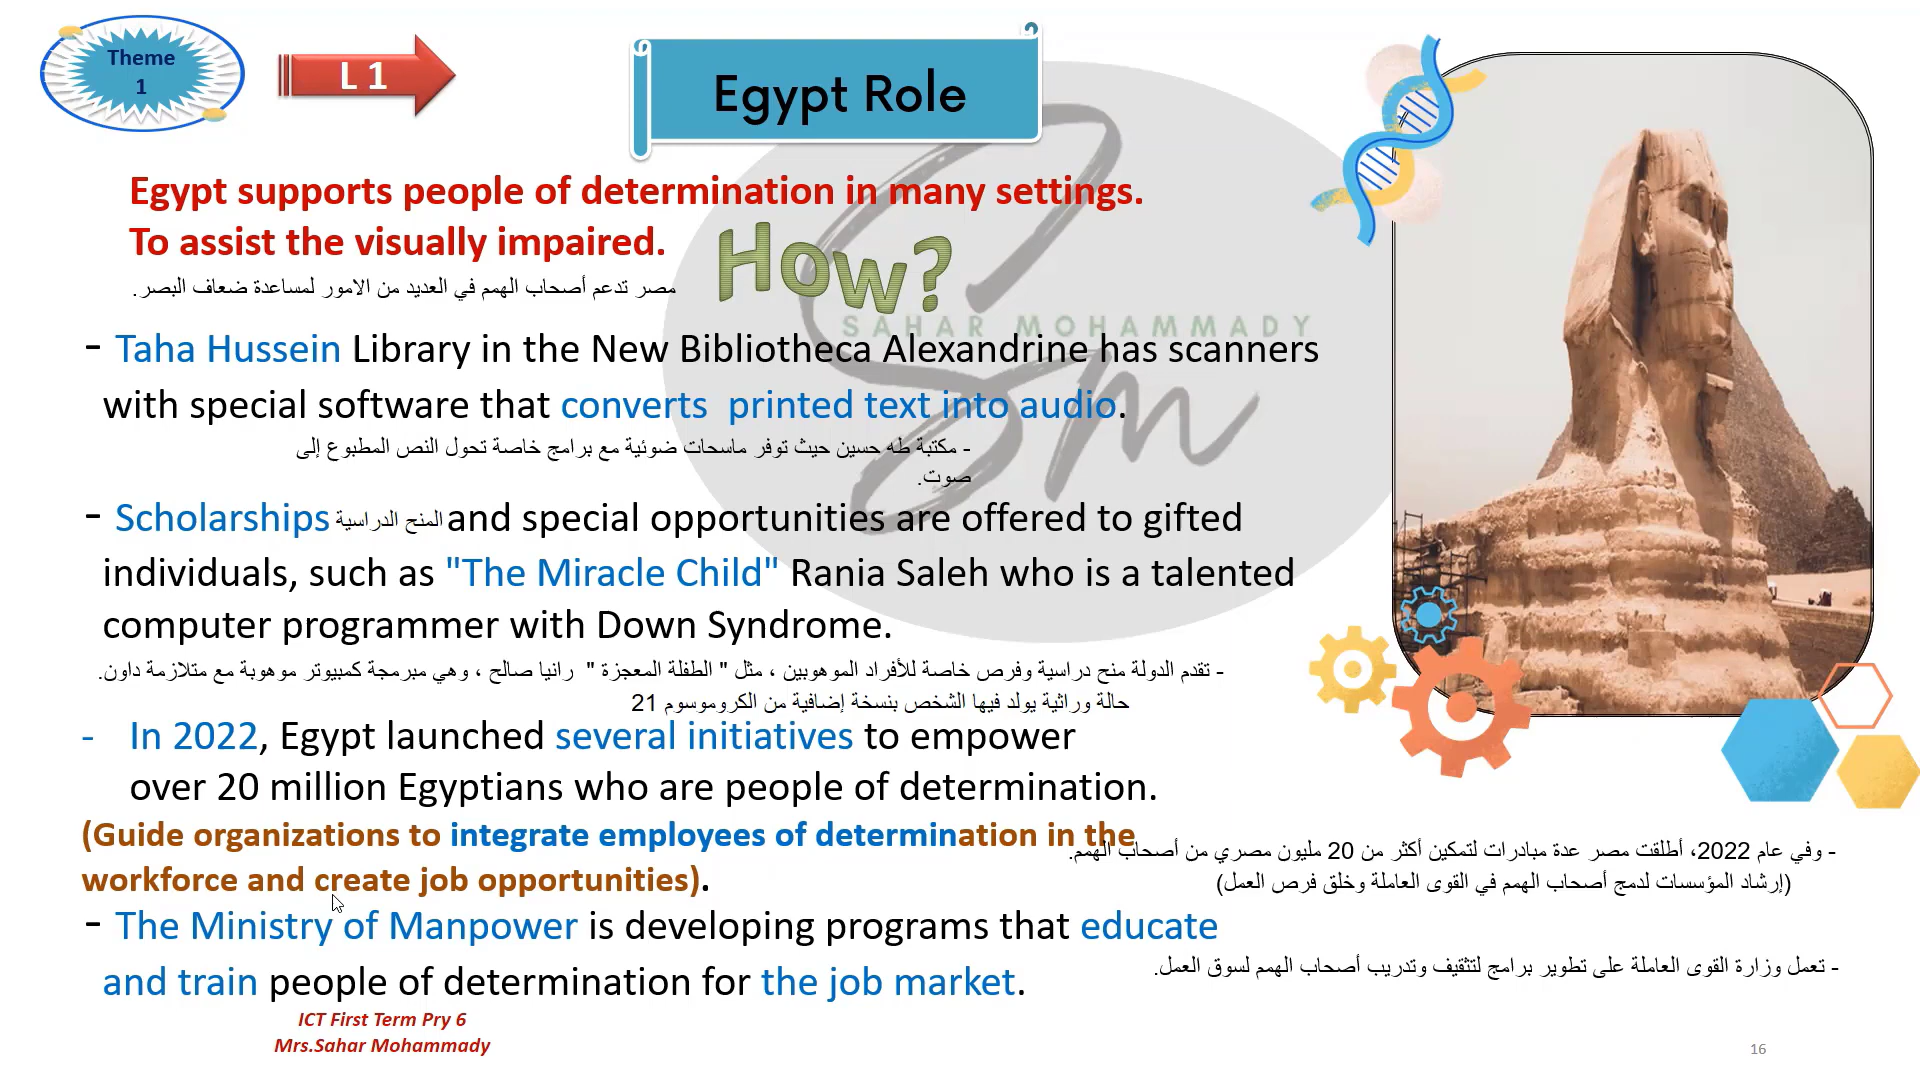 Theme
1
L 1
Egypt Role
Egypt supports people of determination in many settings.
To assist the visually impaired.
How?
مصر تدعم أصحاب الهمم في العديد من الامور لمساعدة ضعاف البصر.
SAHAR MOHAMMADY
Sm
- Taha Hussein Library in the New Bibliotheca Alexandrine has scanners
with special software that converts printed text into audio.
- مكتبة طه حسين حيث توفر ماسحات ضوئية مع برامج خاصة تحول النص المطبوع إلى
صوت.
- Scholarships المنح الدراسية and special opportunities are offered to gifted
individuals, such as "The Miracle Child" Rania Saleh who is a talented
computer programmer with Down Syndrome.
- تقدم الدولة منح دراسية وفرص خاصة للأفراد الموهوبين ، مثل " الطفلة المعجزة " رانيا صالح ، وهي مبرمجة كمبيوتر موهوبة مع متلازمة داون.
حالة وراثية يولد فيها الشخص بنسخة إضافية من الكروموسوم 21
- In 2022, Egypt launched several initiatives to empower
over 20 million Egyptians who are people of determination.
(Guide organizations to integrate employees of determination in the
workforce and create job opportunities).
- وفي عام 2022، أطلقت مصر عدة مبادرات لتمكين أكثر من 20 مليون مصري من أصحاب الهمم.
(إرشاد المؤسسات لدمج أصحاب الهمم في القوى العاملة وخلق فرص العمل)
- The Ministry of Manpower is developing programs that educate
and train people of determination for the job market.
- تعمل وزارة القوى العاملة على تطوير برامج لتثقيف وتدريب أصحاب الهمم لسوق العمل.
ICT First Term Pry 6
Mrs.Sahar Mohammady
16